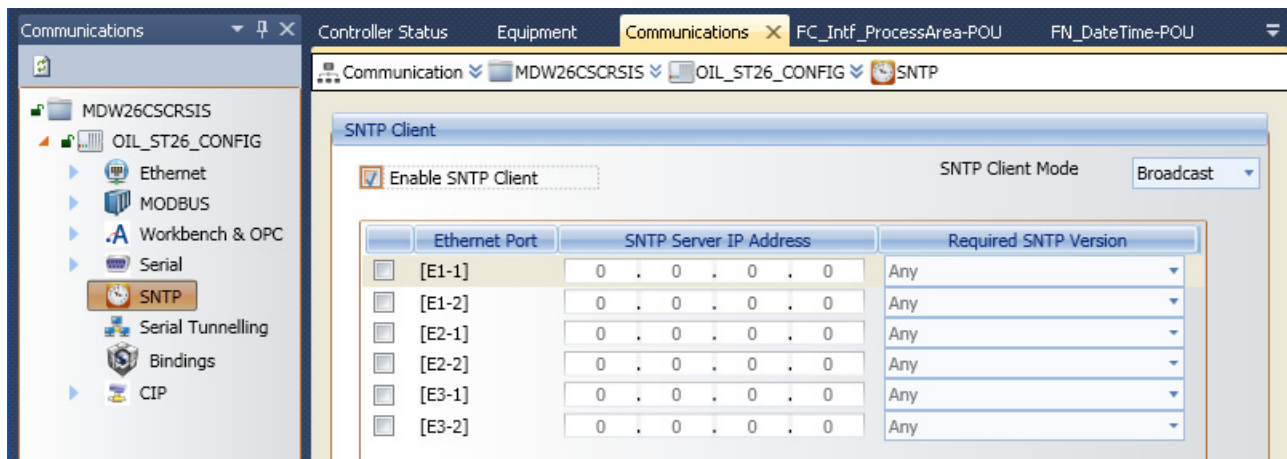 Communications
Controller Status Equipment Communications FC_Intf_ProcessArea-POU FN_DateTime-POU
Communication MDW26CSCRSIS OIL_ST26_CONFIG SNTP
MDW26CSCRSIS
OIL_ST26_CONFIG
Ethernet
MODBUS
Workbench & OPC
Serial
SNTP
Serial Tunnelling
Bindings
CIP
SNTP Client
Enable SNTP Client SNTP Client Mode Broadcast
Ethernet Port SNTP Server IP Address Required SNTP Version
[E1-1] 0 . 0 . 0 . 0 Any
[E1-2] 0 . 0 . 0 . 0 Any
[E2-1] 0 . 0 . 0 . 0 Any
[E2-2] 0 . 0 . 0 . 0 Any
[E3-1] 0 . 0 . 0 . 0 Any
[E3-2] 0 . 0 . 0 . 0 Any